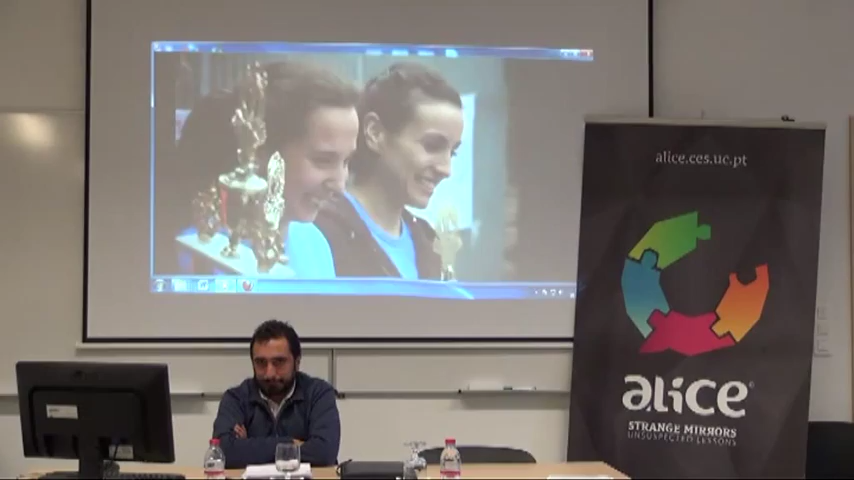 alice.ces.uc.pt
alice
STRANGE MIRRORS
UNSUSPECTED LESSONS